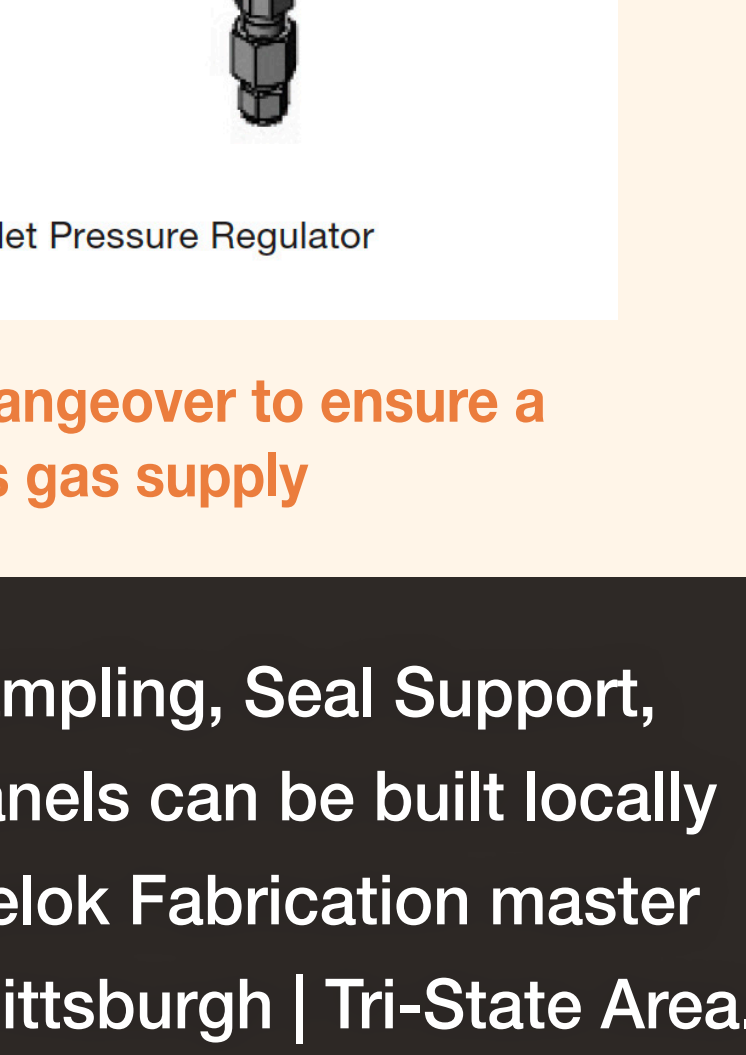 let Pressure Regulator
angeover to ensure a
s gas supply
mpling, Seal Support,
anels can be built locally
elok Fabrication master
ittsburgh | Tri-State Area.